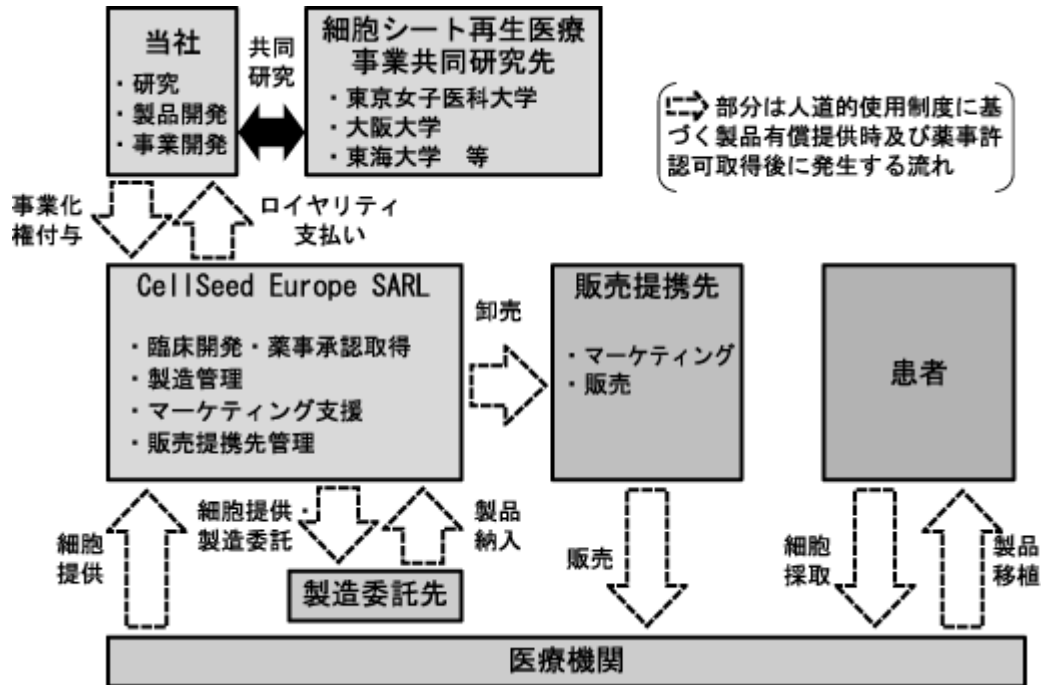 当社
・研究
・製品開発
・事業開発
共同
研究
細胞シート再生医療
事業共同研究先
・東京女子医科大学
・大阪大学
・東海大学　等
部分は人道的使用制度に基
づく製品有償提供時及び薬事許
認可取得後に発生する流れ
事業化
権付与
ロイヤリティ
支払い
CellSeed Europe SARL
・臨床開発・薬事承認取得
・製造管理
・マーケティング支援
・販売提携先管理
卸売
販売提携先
・マーケティング
・販売
患者
細胞
提供
細胞提供・
製造委託
製品
納入
製造委託先
販売
細胞
採取
製品
移植
医療機関